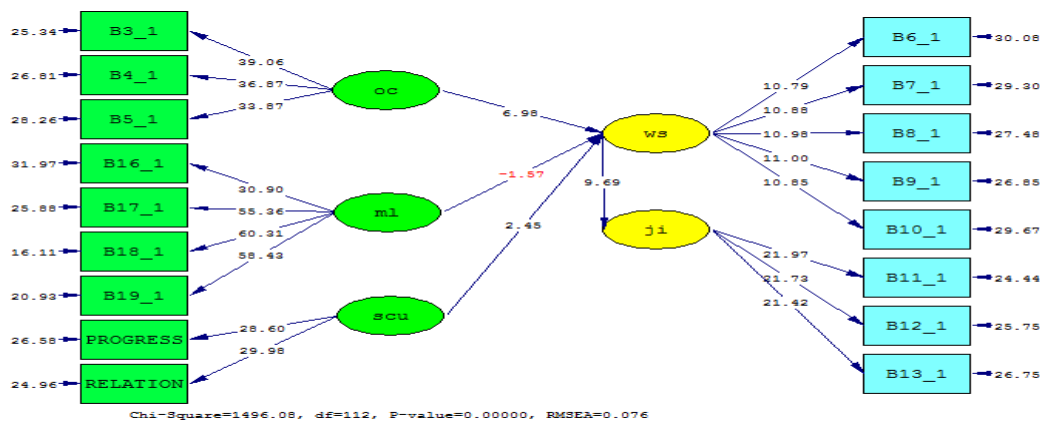 25.34 B3_1 39.06
26.81 B4_1 36.87
28.26 B5_1 33.87
oc
31.97 B16_1 30.90
25.88 B17_1 55.36
16.11 B18_1 60.31
20.93 B19_1 58.43
ml
26.58 PROGRESS 28.60
24.96 RELATION 29.98
scu
6.98
-1.57
2.45
ws
9.69
ji
10.79 B6_1 30.08
10.88 B7_1 29.30
10.98 B8_1 27.48
11.00 B9_1 26.85
10.85 B10_1 29.67
21.97 B11_1 24.44
21.73 B12_1 25.75
21.42 B13_1 26.75
Chi-Square=1496.08, df=112, P-value=0.00000, RMSEA=0.076